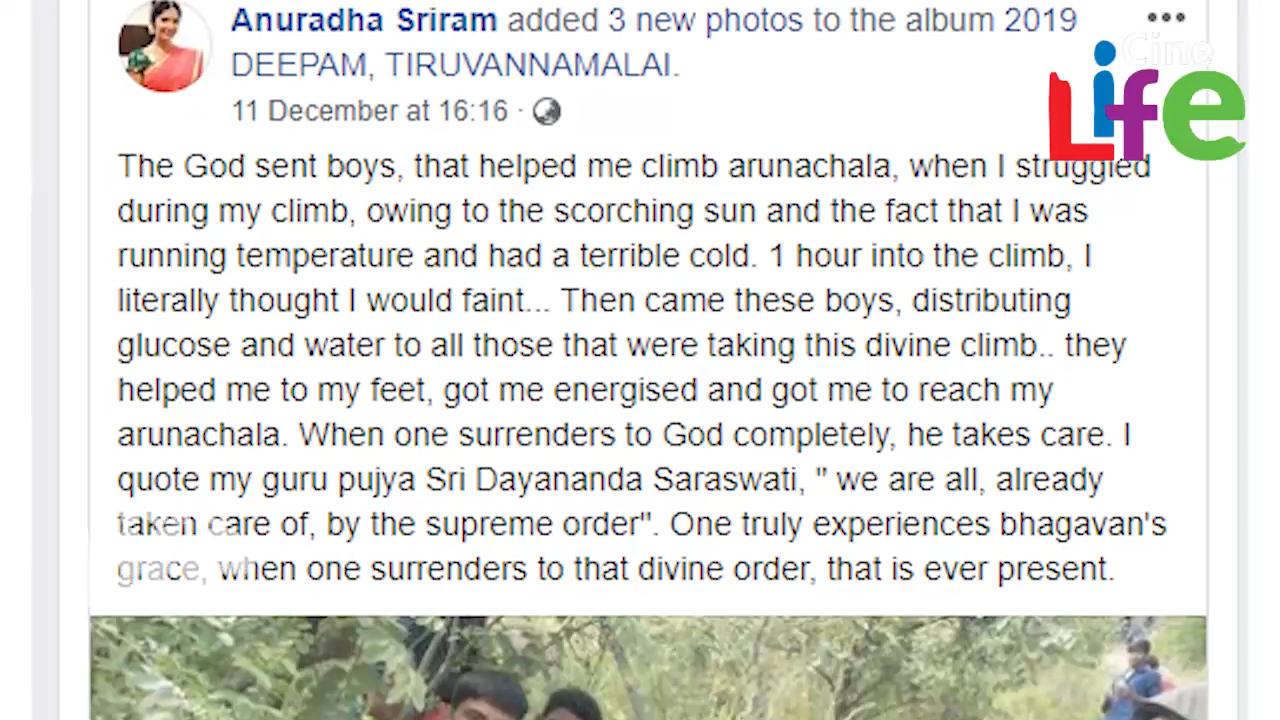 Anuradha Sriram added 3 new photos to the album 2019
DEEPAM, TIRUVANNAMALAI.
11 December at 16:16 ·
Cine
Life
The God sent boys, that helped me climb arunachala, when I struggled
during my climb, owing to the scorching sun and the fact that I was
running temperature and had a terrible cold. 1 hour into the climb, I
literally thought I would faint... Then came these boys, distributing
glucose and water to all those that were taking this divine climb.. they
helped me to my feet, got me energised and got me to reach my
arunachala. When one surrenders to God completely, he takes care. I
quote my guru pujya Sri Dayananda Saraswati, " we are all, already
taken care of, by the supreme order". One truly experiences bhagavan's
grace, when one surrenders to that divine order, that is ever present.